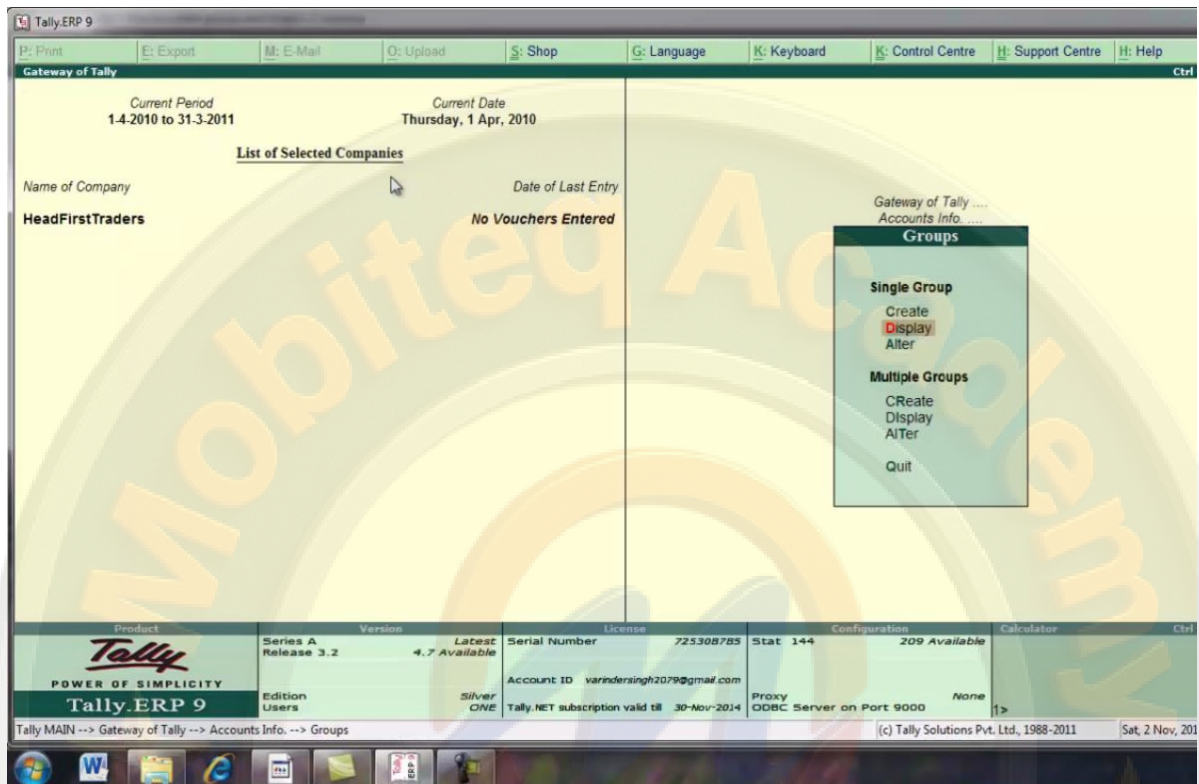 Tally.ERP 9
P: Print E: Export M: E-Mail O: Upload S: Shop G: Language K: Keyboard K: Control Centre H: Support Centre H: Help
Gateway of Tally Ctrl
Current Period Current Date
1-4-2010 to 31-3-2011 Thursday, 1 Apr, 2010
List of Selected Companies
Name of Company Date of Last Entry
HeadFirstTraders No Vouchers Entered
Gateway of Tally ....
Accounts Info. ....
Groups
Single Group
Create
Display
Alter
Multiple Groups
CReate
DIsplay
AlTer
Quit
Mobiteq Academy
Product Version License Configuration Calculator Ctrl
Tally
POWER OF SIMPLICITY
Tally.ERP 9
Series A Latest
Release 3.2 4.7 Available
Edition Silver
Users ONE
Serial Number 725308785
Account ID varindersingh2079@gmail.com
Tally.NET subscription valid till 30-Nov-2014
Stat 144 209 Available
Proxy None
ODBC Server on Port 9000
1>
Tally MAIN --> Gateway of Tally --> Accounts Info. --> Groups (c) Tally Solutions Pvt. Ltd., 1988-2011 Sat, 2 Nov, 201